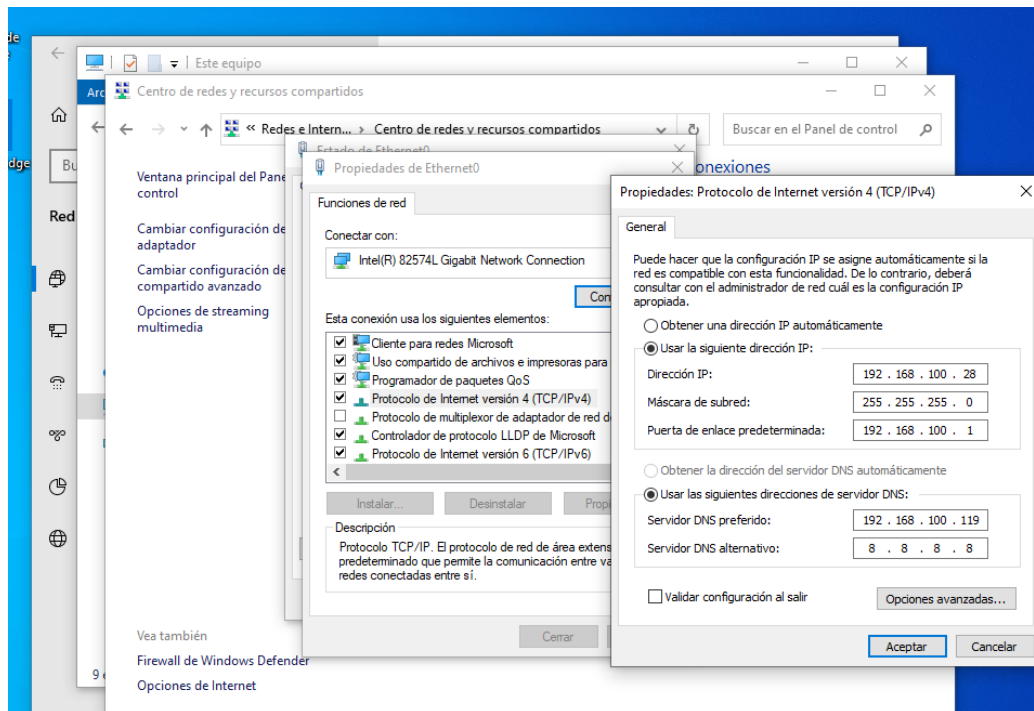 de
Este equipo
Arc
Centro de redes y recursos compartidos
« Redes e Intern... > Centro de redes y recursos compartidos
Buscar en el Panel de control
dge
Bu
Red
Ventana principal del Pane
control
Cambiar configuración de
adaptador
Cambiar configuración de
compartido avanzado
Opciones de streaming
multimedia
Vea también
Firewall de Windows Defender
Opciones de Internet
9 e
onexiones
Estado de Ethernet0
Propiedades de Ethernet0
Funciones de red
Conectar con:
Intel(R) 82574L Gigabit Network Connection
Con
Esta conexión usa los siguientes elementos:
Cliente para redes Microsoft
Uso compartido de archivos e impresoras para
Programador de paquetes QoS
Protocolo de Internet versión 4 (TCP/IPv4)
Protocolo de multiplexor de adaptador de red d
Controlador de protocolo LLDP de Microsoft
Protocolo de Internet versión 6 (TCP/IPv6)
Instalar...
Desinstalar
Propi
Descripción
Protocolo TCP/IP. El protocolo de red de área extens
predeterminado que permite la comunicación entre va
redes conectadas entre sí.
Cerrar
Propiedades: Protocolo de Internet versión 4 (TCP/IPv4)
General
Puede hacer que la configuración IP se asigne automáticamente si la
red es compatible con esta funcionalidad. De lo contrario, deberá
consultar con el administrador de red cuál es la configuración IP
apropiada.
Obtener una dirección IP automáticamente
Usar la siguiente dirección IP:
Dirección IP: 192 . 168 . 100 . 28
Máscara de subred: 255 . 255 . 255 . 0
Puerta de enlace predeterminada: 192 . 168 . 100 . 1
Obtener la dirección del servidor DNS automáticamente
Usar las siguientes direcciones de servidor DNS:
Servidor DNS preferido: 192 . 168 . 100 . 119
Servidor DNS alternativo: 8 . 8 . 8 . 8
Validar configuración al salir
Opciones avanzadas...
Aceptar
Cancelar